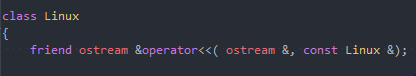 class Linux
{
friend ostream &operator<<( ostream &, const Linux &);